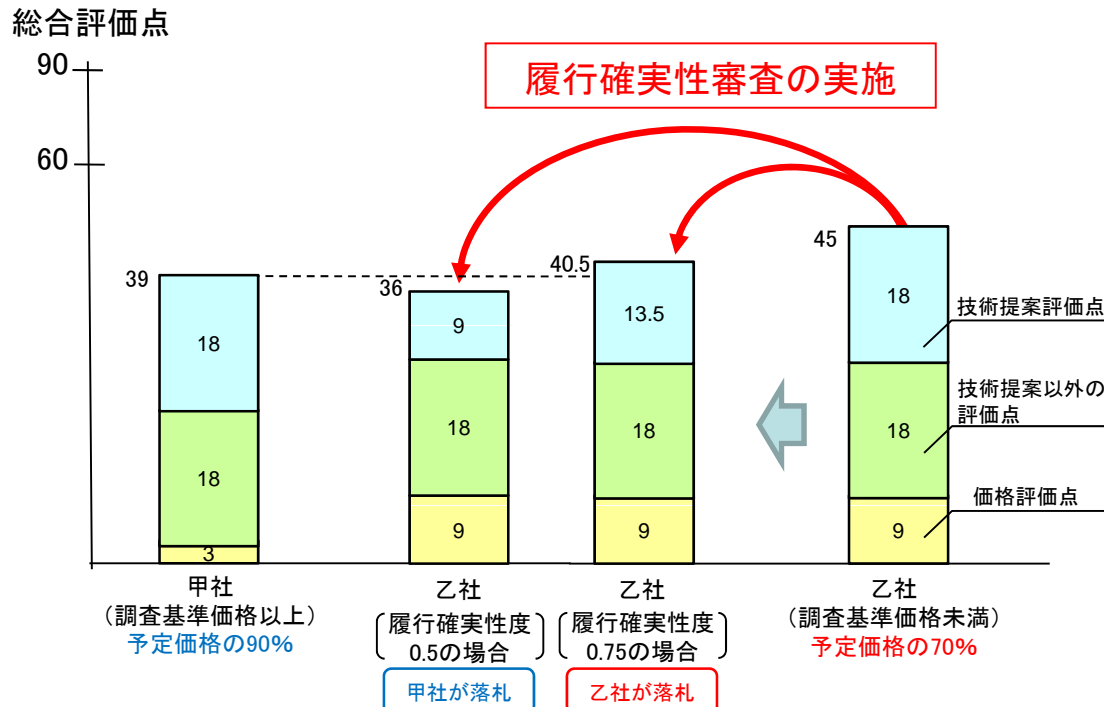 総合評価点
90
60
履行確実性審査の実施
39
18
18
3
36
9
18
9
40.5
13.5
18
9
45
18
18
9
技術提案評価点
技術提案以外の
評価点
価格評価点
甲社
（調査基準価格以上）
予定価格の90%
乙社
履行確実性度
0.5の場合
甲社が落札
乙社
履行確実性度
0.75の場合
乙社が落札
乙社
（調査基準価格未満）
予定価格の70%